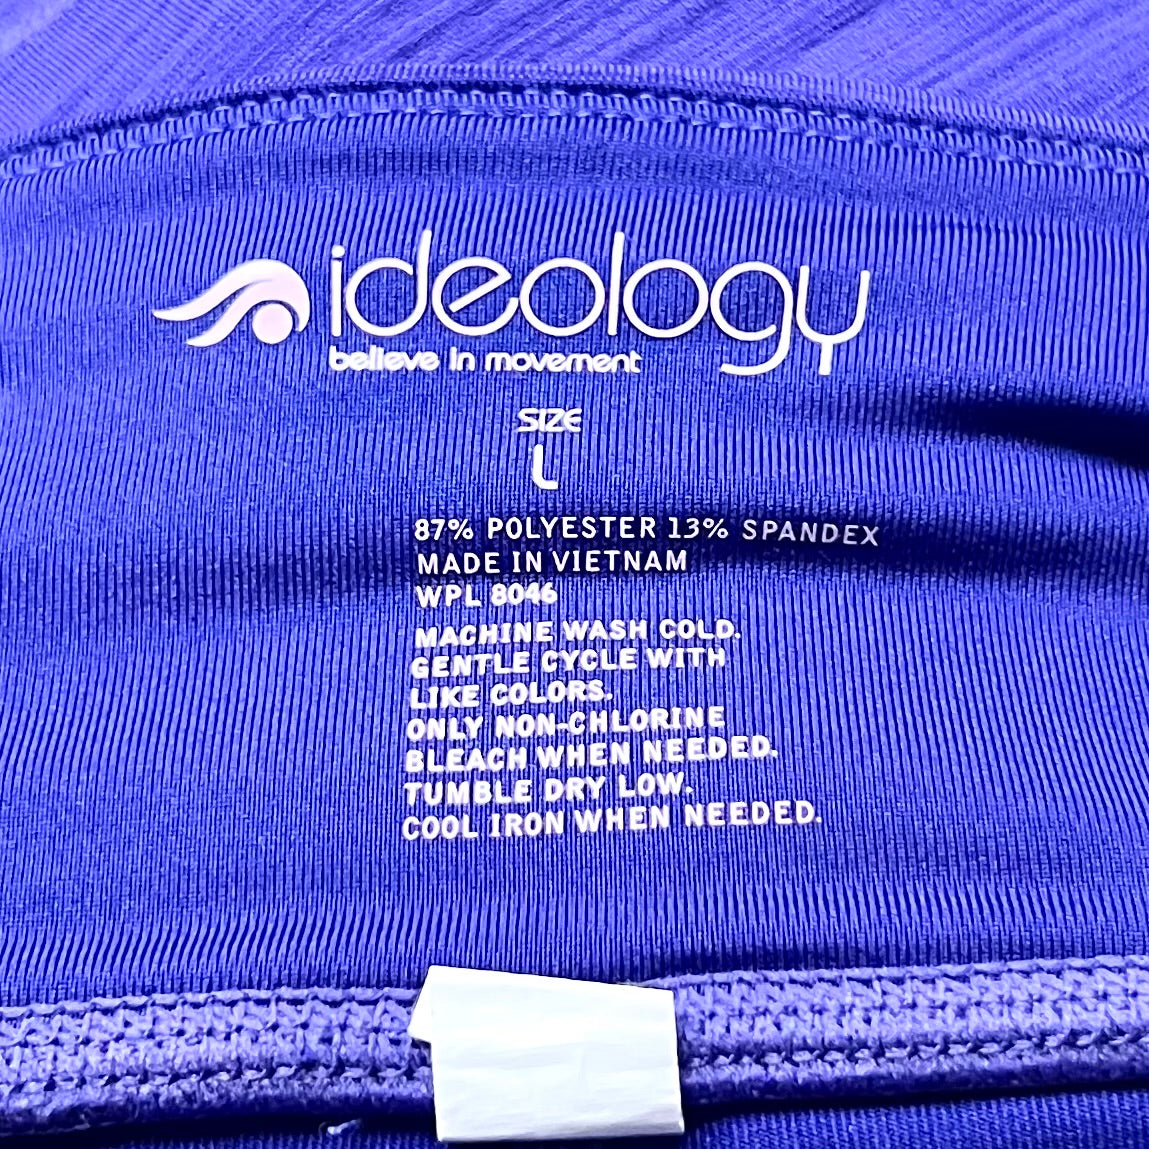 ideology
believe in movement
SIZE
L
87% POLYESTER 13% SPANDEX
MADE IN VIETNAM
WPL 8046
MACHINE WASH COLD.
GENTLE CYCLE WITH
LIKE COLORS.
ONLY NON-CHLORINE
BLEACH WHEN NEEDED.
TUMBLE DRY LOW.
COOL IRON WHEN NEEDED.